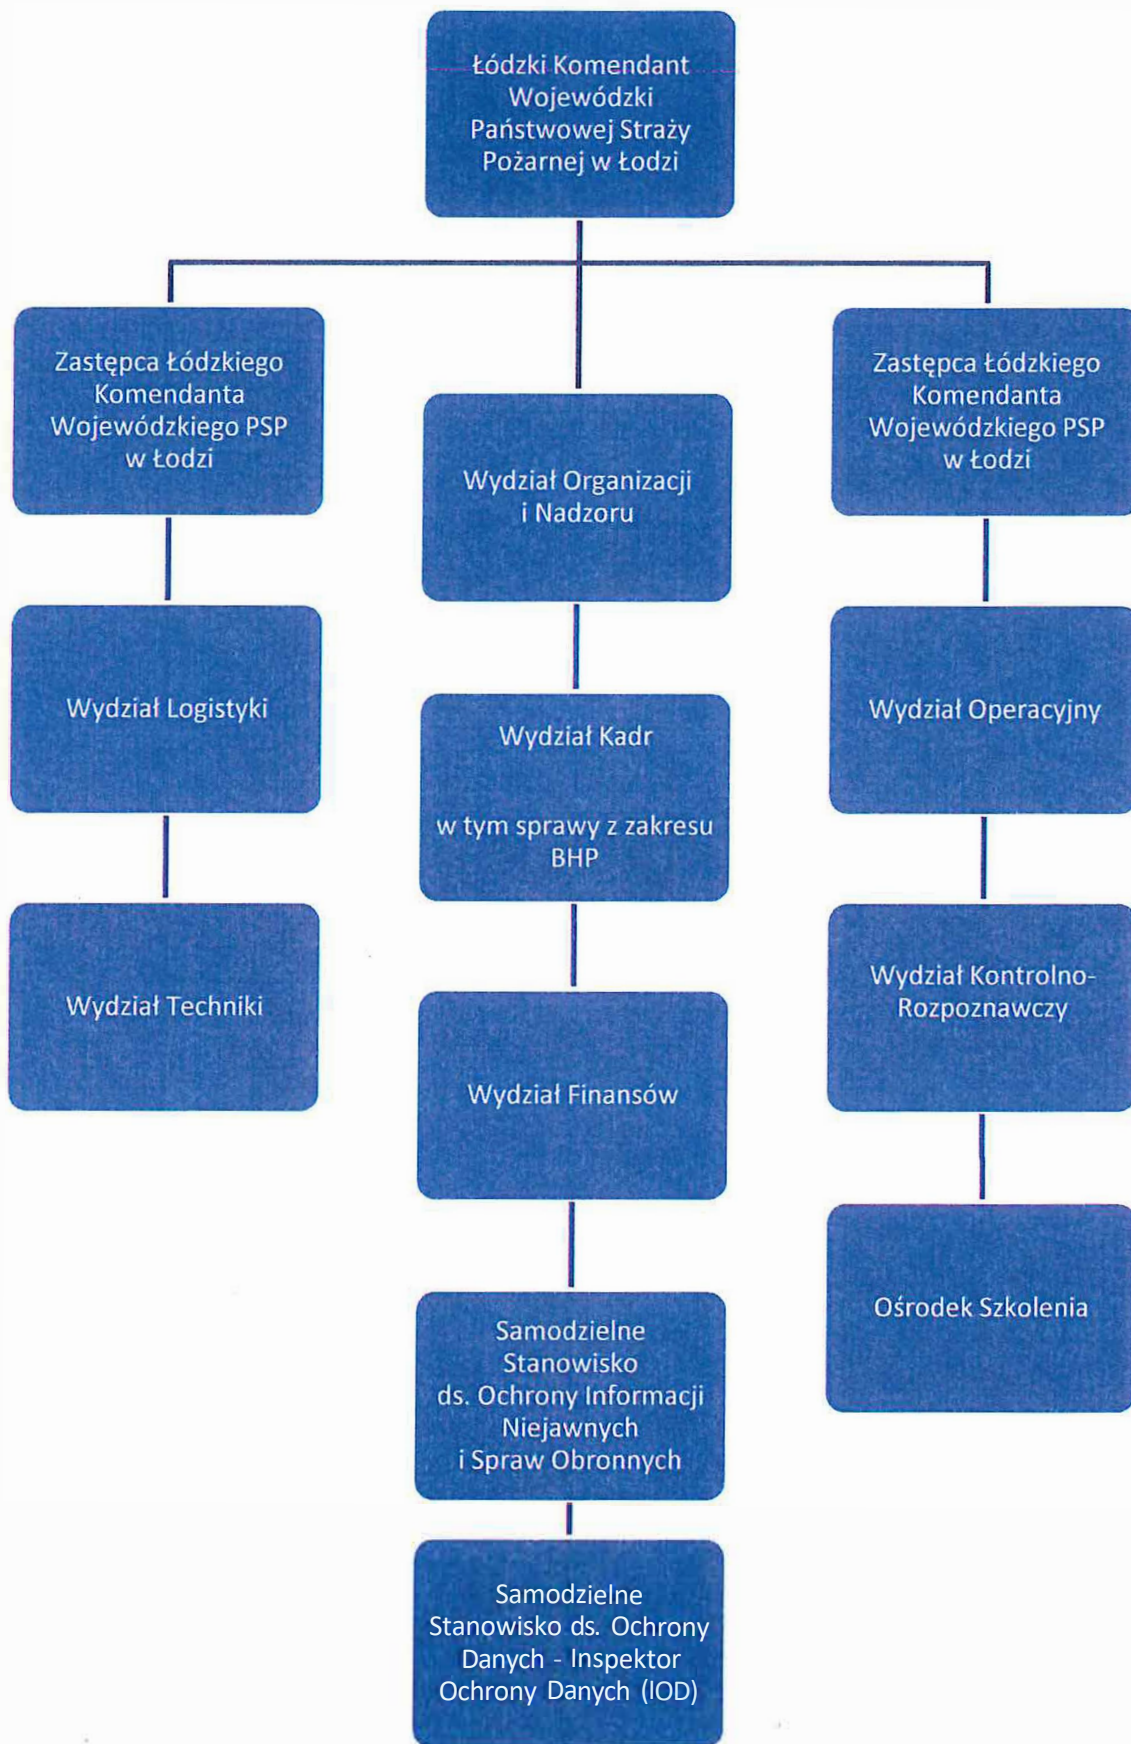 Łódzki Komendant
Wojewódzki
Państwowej Straży
Pożarnej w Łodzi
Zastępca Łódzkiego
Komendanta
Wojewódzkiego PSP
w Łodzi
Wydział Logistyki
Wydział Techniki
Wydział Organizacji
i Nadzoru
Wydział Kadr
w tym sprawy z zakresu
BHP
Wydział Finansów
Samodzielne
Stanowisko
ds. Ochrony Informacji
Niejawnych
i Spraw Obronnych
Samodzielne
Stanowisko ds. Ochrony
Danych - Inspektor
Ochrony Danych (IOD)
Zastępca Łódzkiego
Komendanta
Wojewódzkiego PSP
w Łodzi
Wydział Operacyjny
Wydział Kontrolno-
Rozpoznawczy
Ośrodek Szkolenia